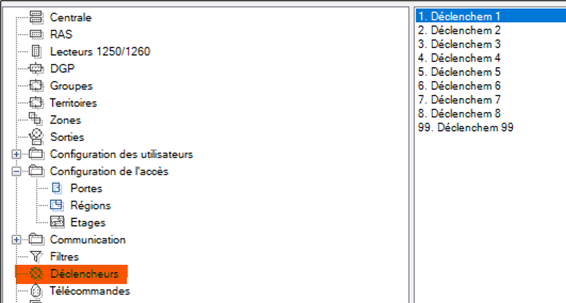 Centrale
RAS
Lecteurs 1250/1260
DGP
Groupes
Territoires
Zones
Sorties
Configuration des utilisateurs
Configuration de l'accès
Portes
Régions
Etages
Communication
Filtres
Déclencheurs
Télécommandes
1. Déclenchem 1
2. Déclenchem 2
3. Déclenchem 3
4. Déclenchem 4
5. Déclenchem 5
6. Déclenchem 6
7. Déclenchem 7
8. Déclenchem 8
99. Déclenchem 99